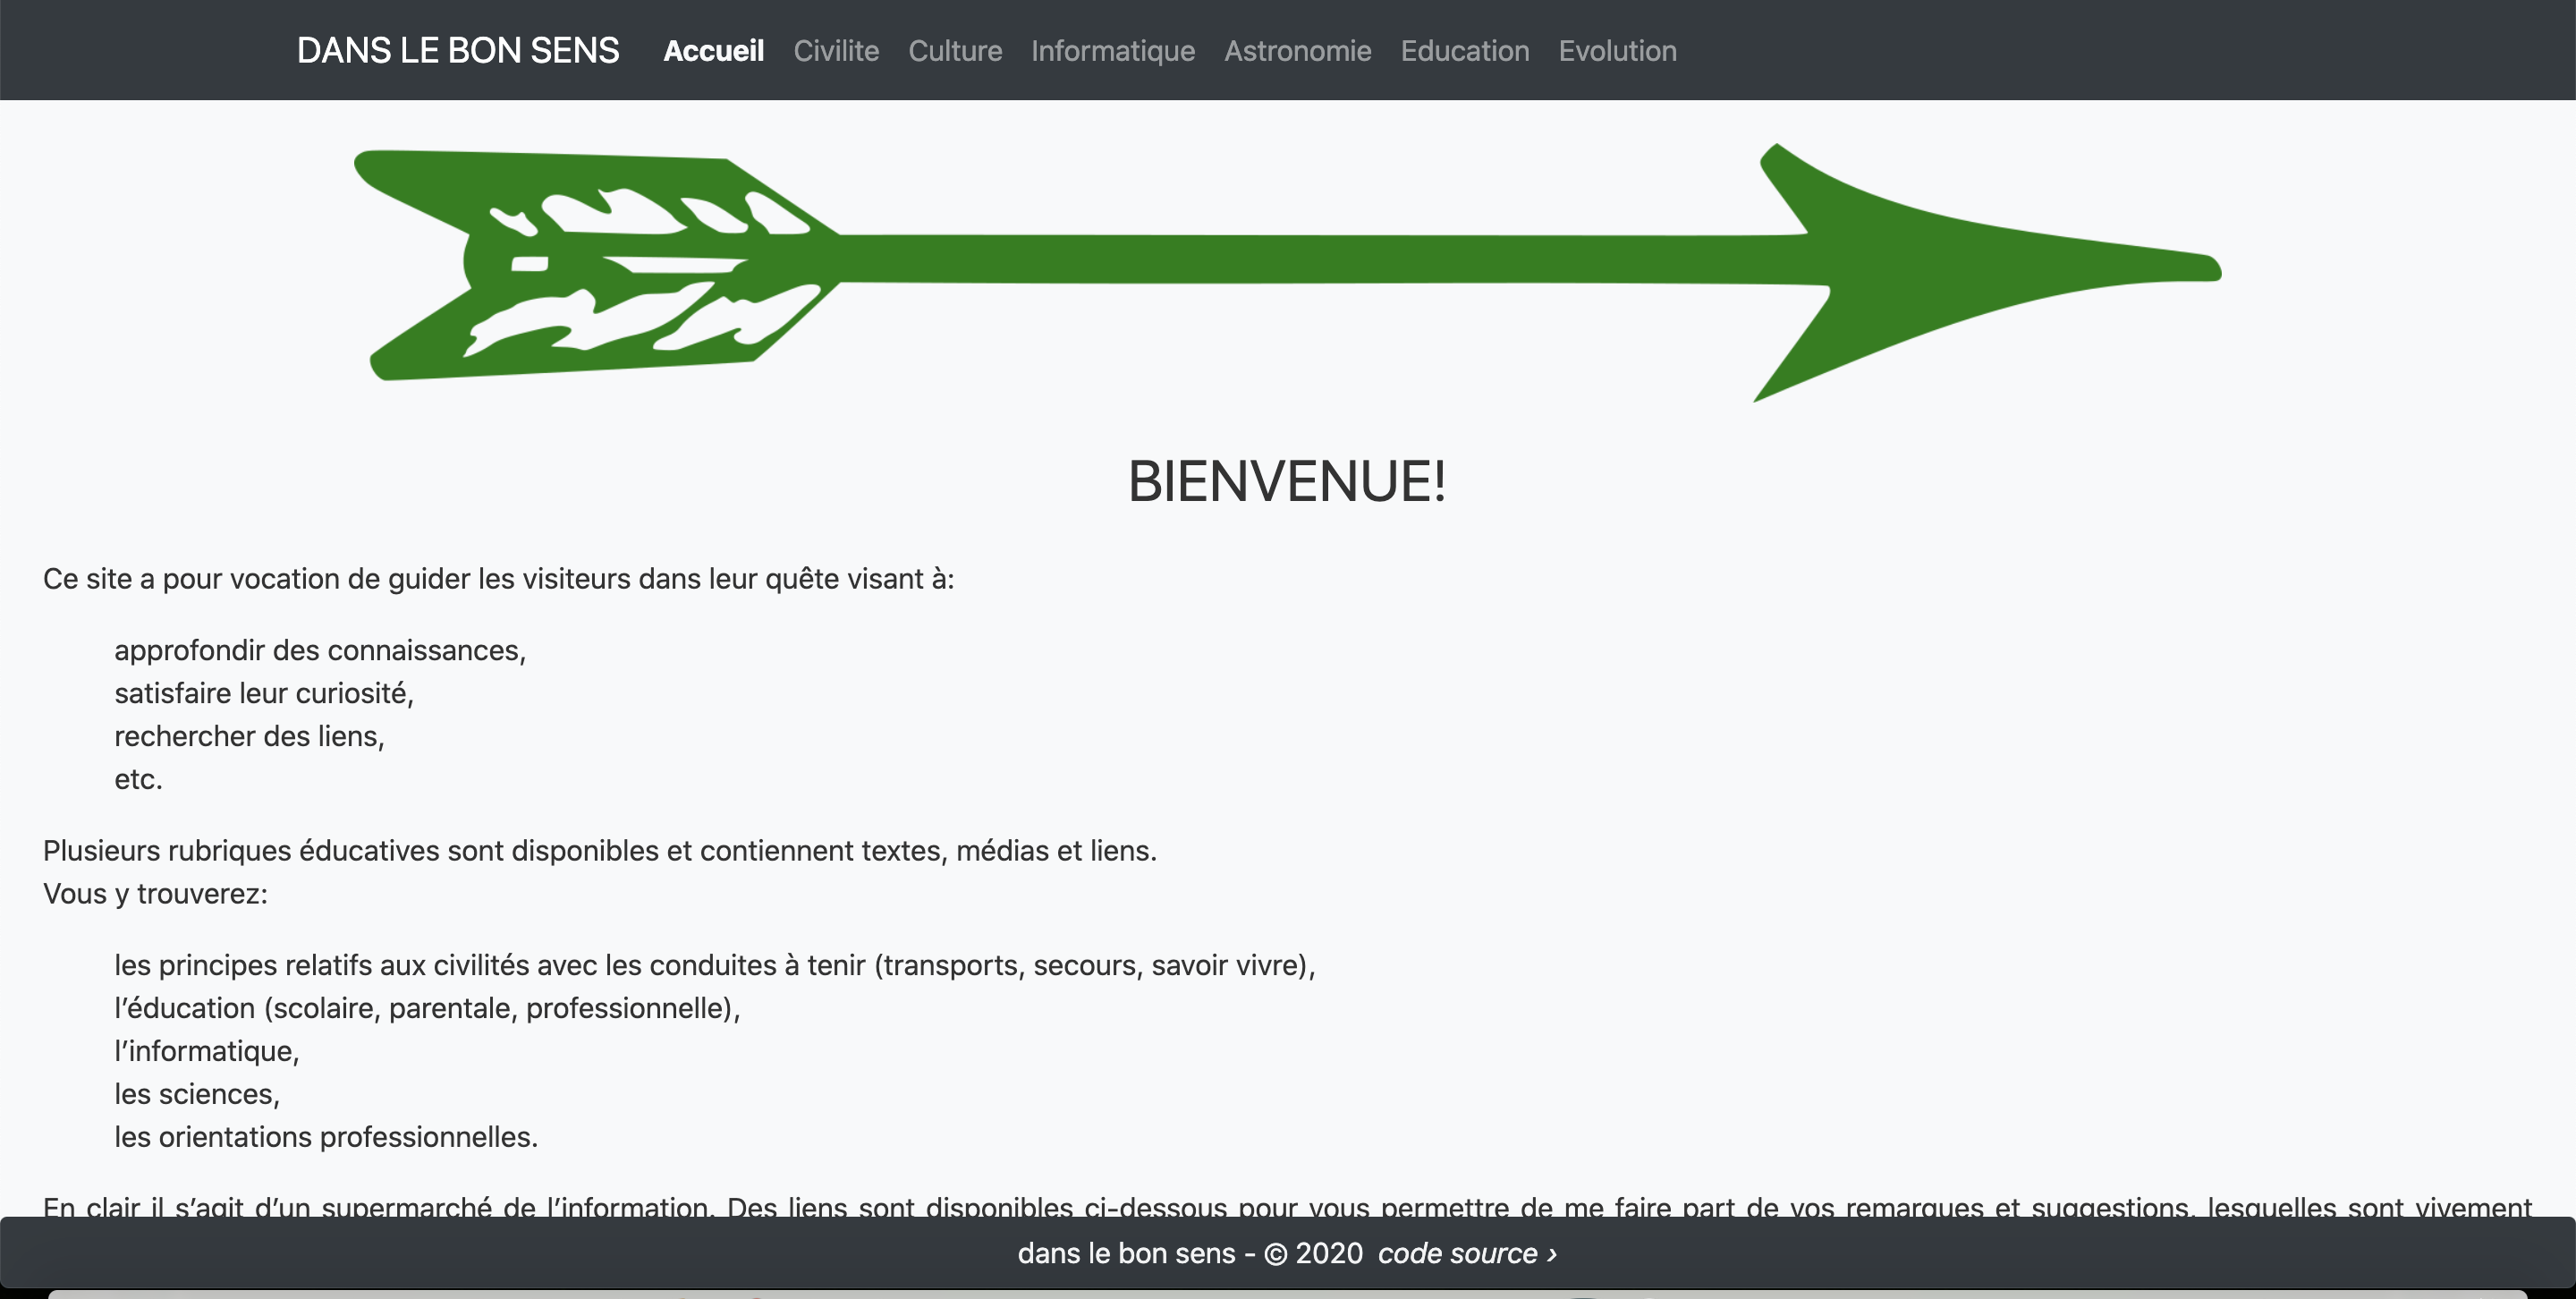 DANS LE BON SENS Accueil Civilite Culture Informatique Astronomie Education Evolution
BIENVENUE!
Ce site a pour vocation de guider les visiteurs dans leur quête visant à:
approfondir des connaissances,
satisfaire leur curiosité,
rechercher des liens,
etc.
Plusieurs rubriques éducatives sont disponibles et contiennent textes, médias et liens.
Vous y trouverez:
les principes relatifs aux civilités avec les conduites à tenir (transports, secours, savoir vivre),
l’éducation (scolaire, parentale, professionnelle),
l’informatique,
les sciences,
les orientations professionnelles.
En clair il s’agit d’un supermarché de l’information. Des liens sont disponibles ci-dessous pour vous permettre de me faire part de vos remarques et suggestions, lesquelles sont vivement
dans le bon sens - © 2020 code source ›